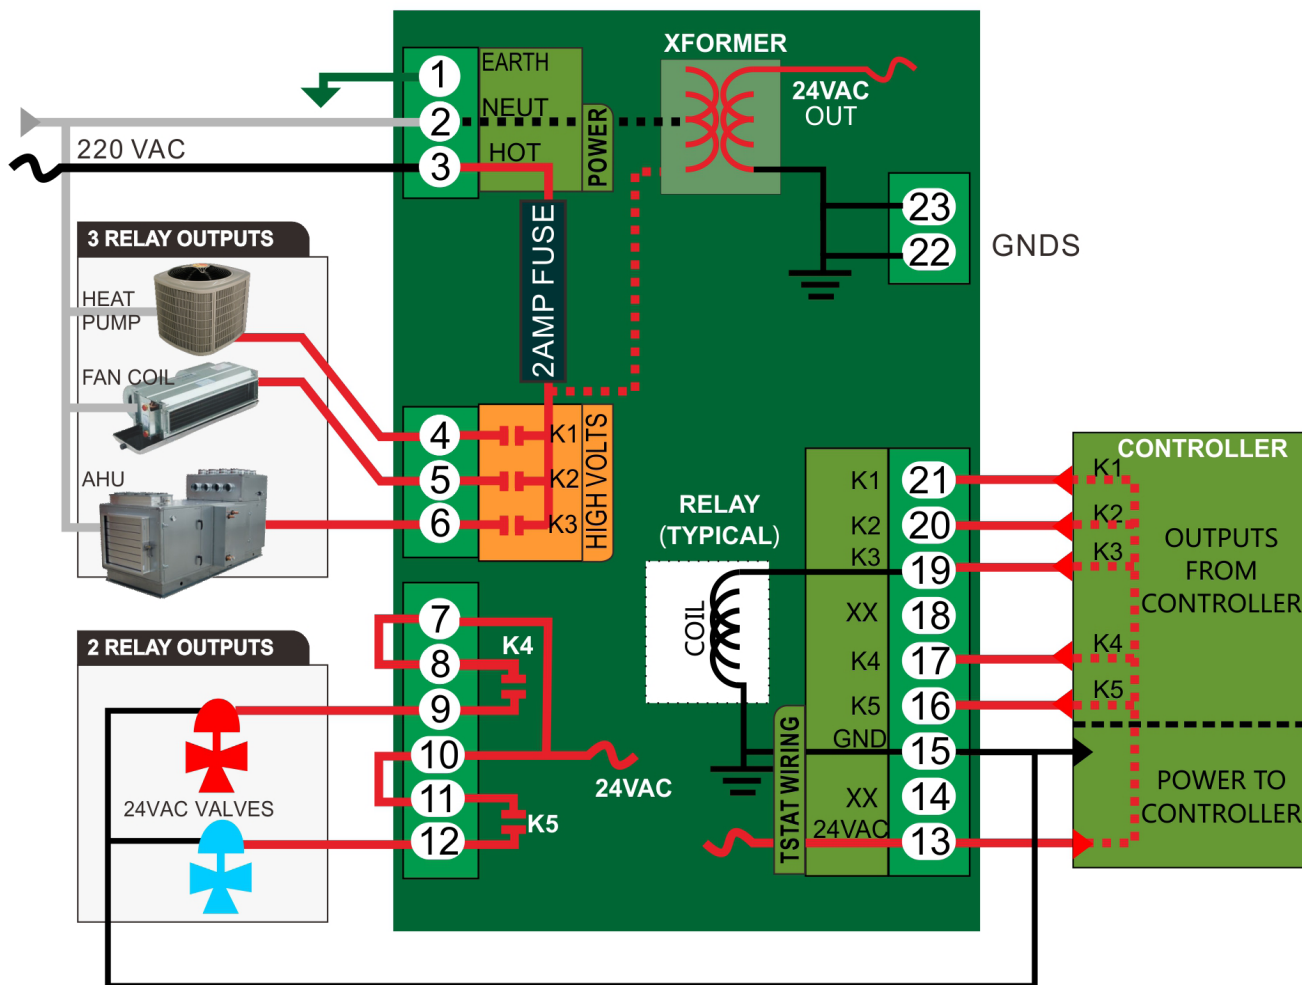 XFORMER
1
EARTH
24VAC
OUT
2
NEUT
220 VAC
3
HOT
POWER
23
22
GNDS
2AMP FUSE
3 RELAY OUTPUTS
HEAT
PUMP
FAN COIL
AHU
4
K1
5
K2
6
K3
HIGH VOLTS
RELAY
(TYPICAL)
COIL
K1
21
K2
20
K3
19
XX
18
K4
17
K5
16
GND
15
XX
14
24VAC
13
TSTAT WIRING
CONTROLLER
K1
K2
K3
OUTPUTS
FROM
CONTROLLER
K4
K5
POWER TO
CONTROLLER
2 RELAY OUTPUTS
24VAC VALVES
7
8
K4
9
10
24VAC
11
K5
12